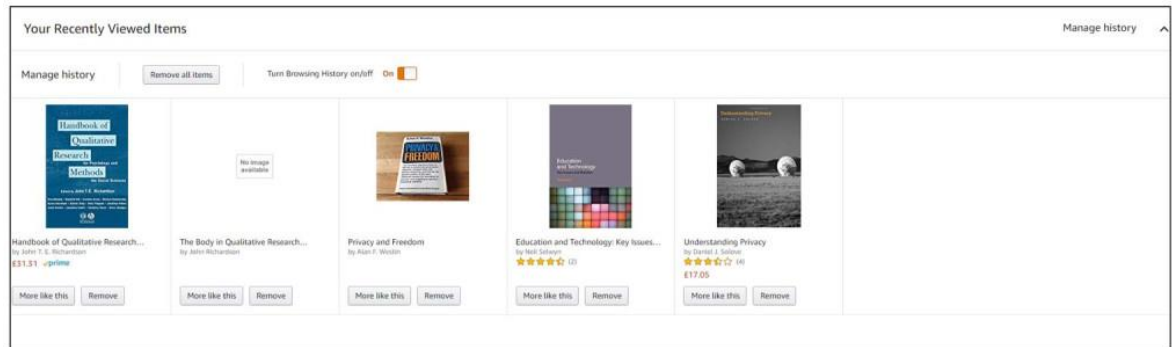 Your Recently Viewed Items
Manage history
Manage history
Remove all items
Turn Browsing History on/off On
Handbook of
Qualitative
Research
Methods
No image
available
PRIVACY &
FREEDOM
Education
and Technology
Understanding Privacy
Handbook of Qualitative Research...
by John T. E. Richardson
£31.31 prime
More like this Remove
The Body in Qualitative Research...
by John Richardson
More like this Remove
Privacy and Freedom
by Alan F. Westin
More like this Remove
Education and Technology: Key Issues...
by Neil Selwyn
(2)
More like this Remove
Understanding Privacy
by Daniel J. Solove
(4)
£17.05
More like this Remove